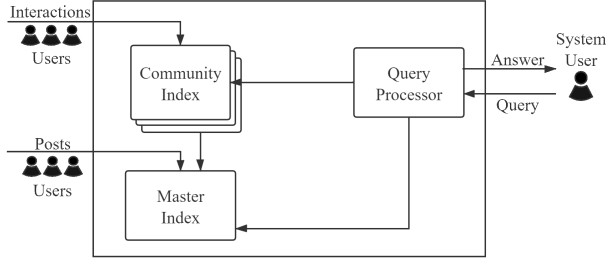 Interactions
Users
Community
Index
Query
Processor
Answer
System
User
Query
Posts
Users
Master
Index